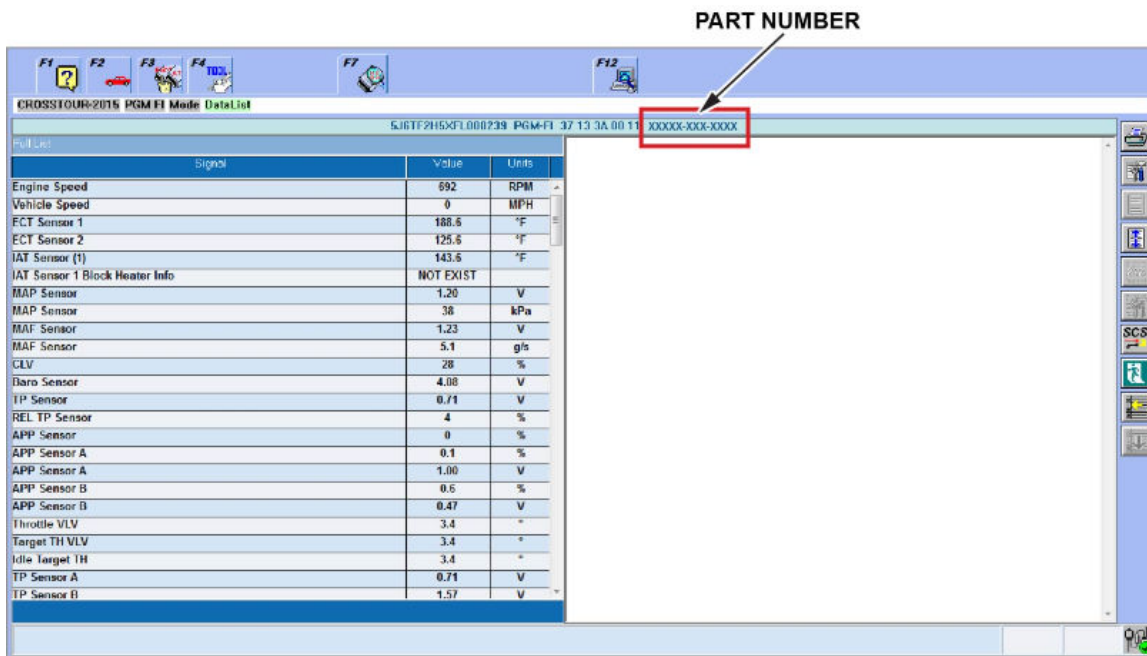 PART NUMBER
F1 F2 F3 F4 F7 F12
TOOL
CROSSTOUR-2015 PGM FI Mode DataList
5J6TF2H5XFL000239 PGM-FI 37 13 3A 00 11 XXXXX-XXX-XXXX
Full List
Signal Value Units
Engine Speed 692 RPM
Vehicle Speed 0 MPH
ECT Sensor 1 188.6 °F
ECT Sensor 2 125.6 °F
IAT Sensor (1) 143.6 °F
IAT Sensor 1 Block Heater Info NOT EXIST
MAP Sensor 1.20 V
MAP Sensor 38 kPa
MAF Sensor 1.23 V
MAF Sensor 5.1 g/s
CLV 28 %
Baro Sensor 4.08 V
TP Sensor 0.71 V
REL TP Sensor 4 %
APP Sensor 0 %
APP Sensor A 0.1 %
APP Sensor A 1.00 V
APP Sensor B 0.6 %
APP Sensor B 0.47 V
Throttle VLV 3.4 °
Target TH VLV 3.4 °
Idle Target TH 3.4 °
TP Sensor A 0.71 V
TP Sensor B 1.57 V
SCS